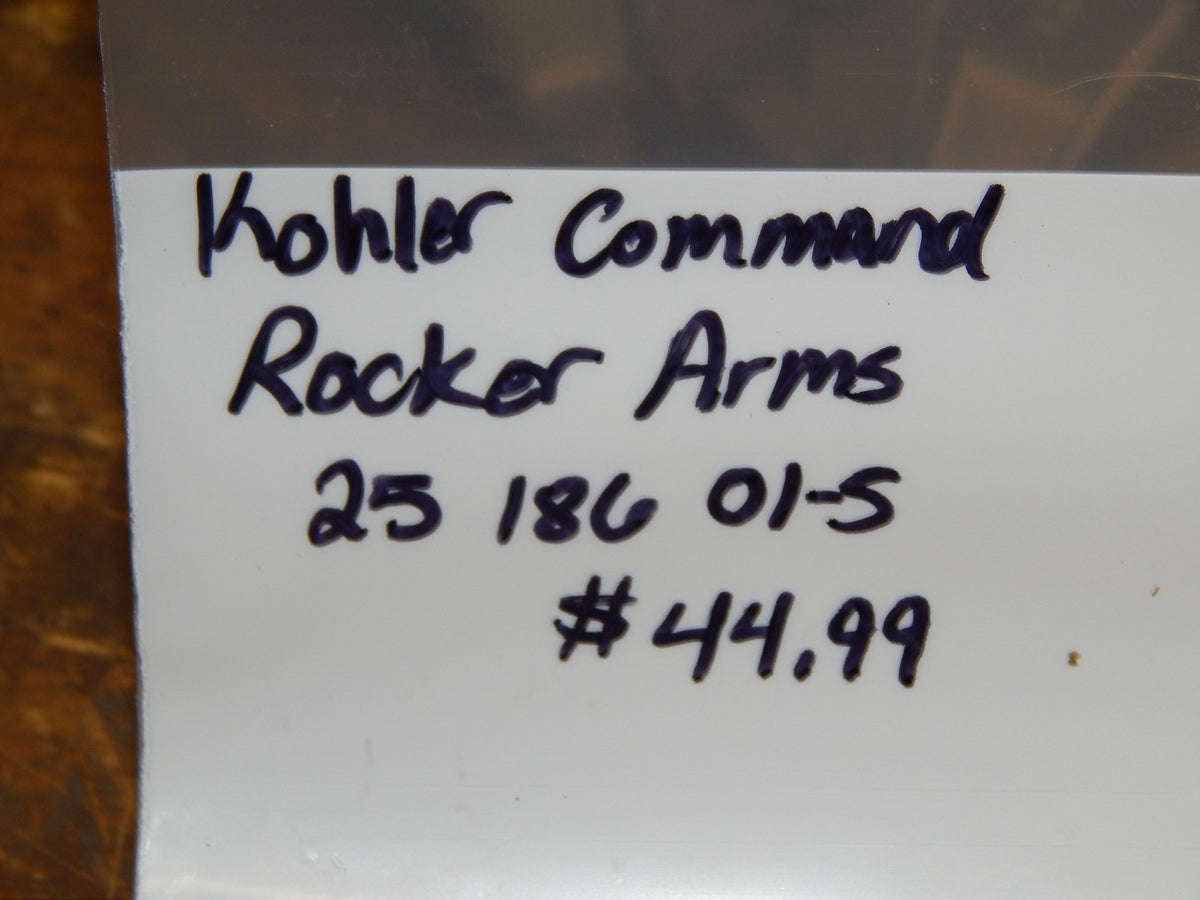 Kohler Command
Rocker Arms
25 186 01-S
$44.99